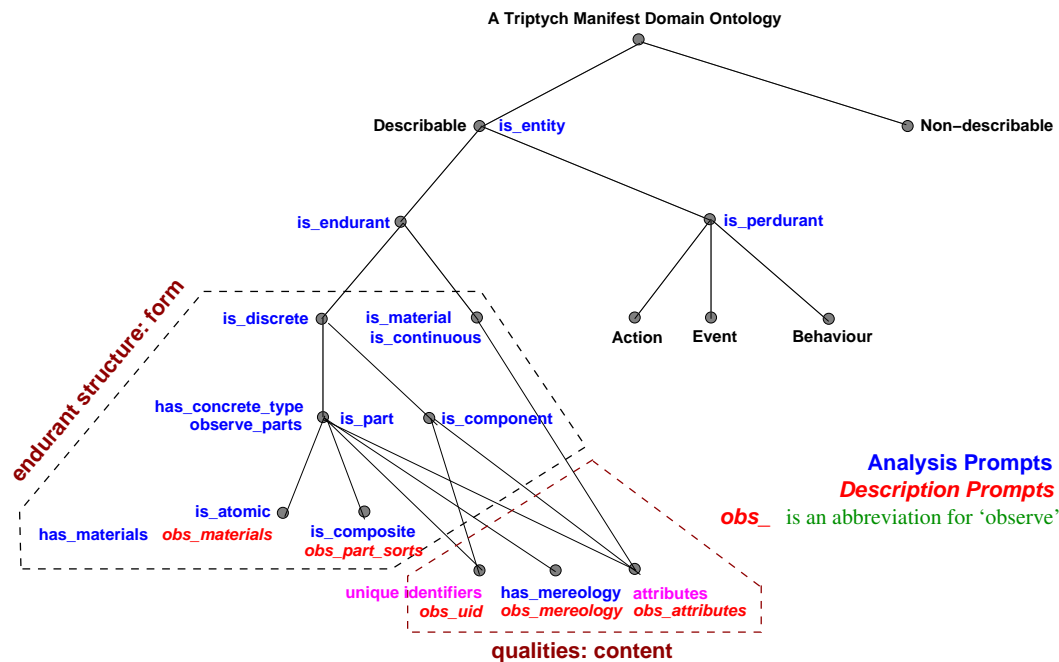 A Triptych Manifest Domain Ontology
Describable
is_entity
Non−describable
is_endurant
is_perdurant
endurant structure: form
is_discrete
is_material
is_continuous
Action
Event
Behaviour
has_concrete_type
observe_parts
is_part
is_component
Analysis Prompts
Description Prompts
obs_ is an abbreviation for ‘observe’
is_atomic
has_materials
obs_materials
is_composite
obs_part_sorts
unique identifiers
obs_uid
has_mereology
obs_mereology
attributes
obs_attributes
qualities: content